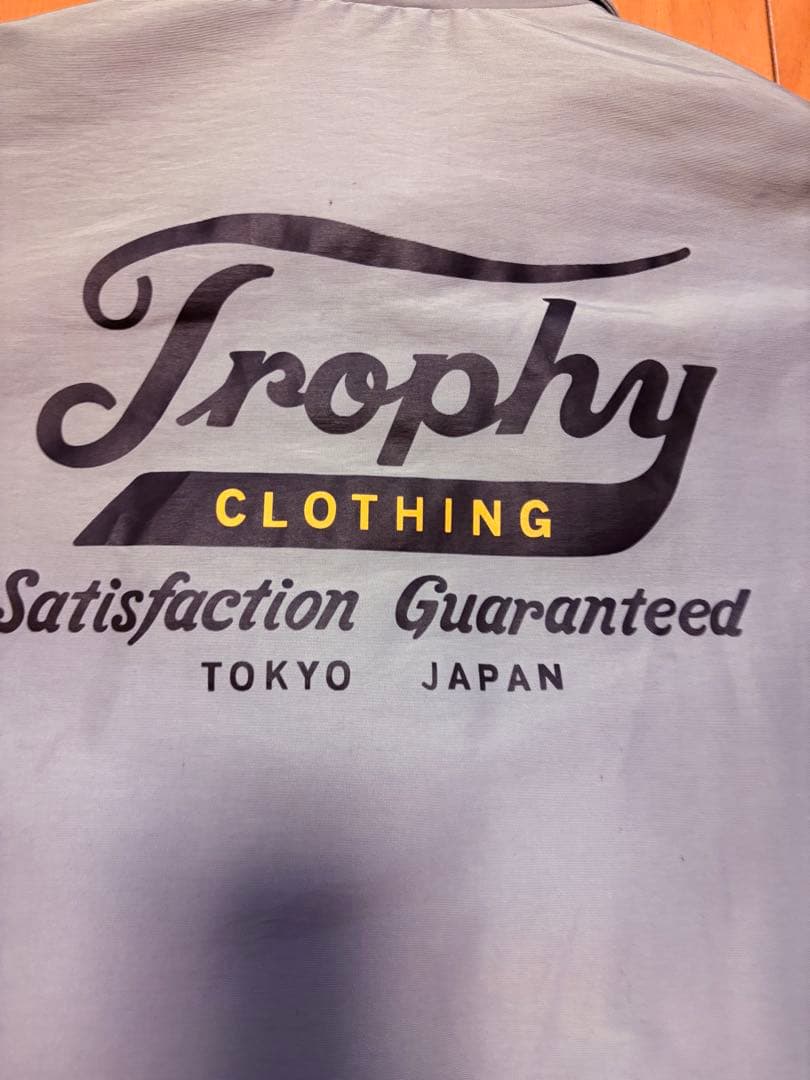 Trophy
CLOTHING
Satisfaction Guaranteed
TOKYO JAPAN